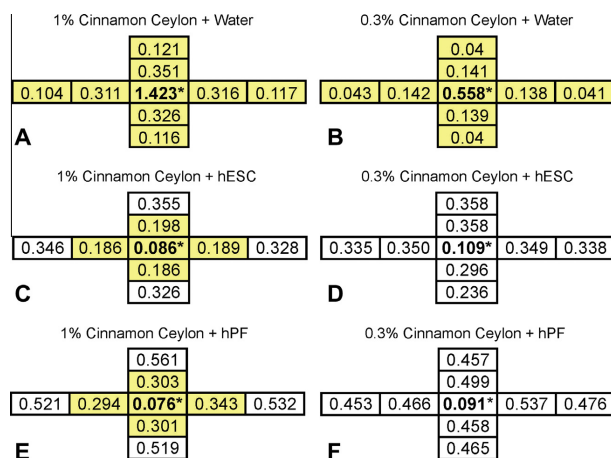 1% Cinnamon Ceylon + Water
0.121
0.351
0.104 0.311 1.423* 0.316 0.117
0.326
0.116
A
0.3% Cinnamon Ceylon + Water
0.04
0.141
0.043 0.142 0.558* 0.138 0.041
0.139
0.04
B
1% Cinnamon Ceylon + hESC
0.355
0.198
0.346 0.186 0.086* 0.189 0.328
0.186
0.326
C
0.3% Cinnamon Ceylon + hESC
0.358
0.358
0.335 0.350 0.109* 0.349 0.338
0.296
0.236
D
1% Cinnamon Ceylon + hPF
0.561
0.303
0.521 0.294 0.076* 0.343 0.532
0.301
0.519
E
0.3% Cinnamon Ceylon + hPF
0.457
0.499
0.453 0.466 0.091* 0.537 0.476
0.458
0.465
F